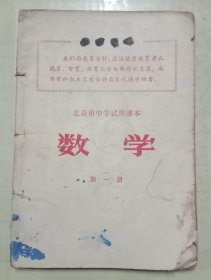 我们的教育方针，应该使受教育者在
德育、智育、体育几方面都得到发展，成
为有社会主义觉悟的有文化的劳动者。
北京市中学试用课本
数学
第一册